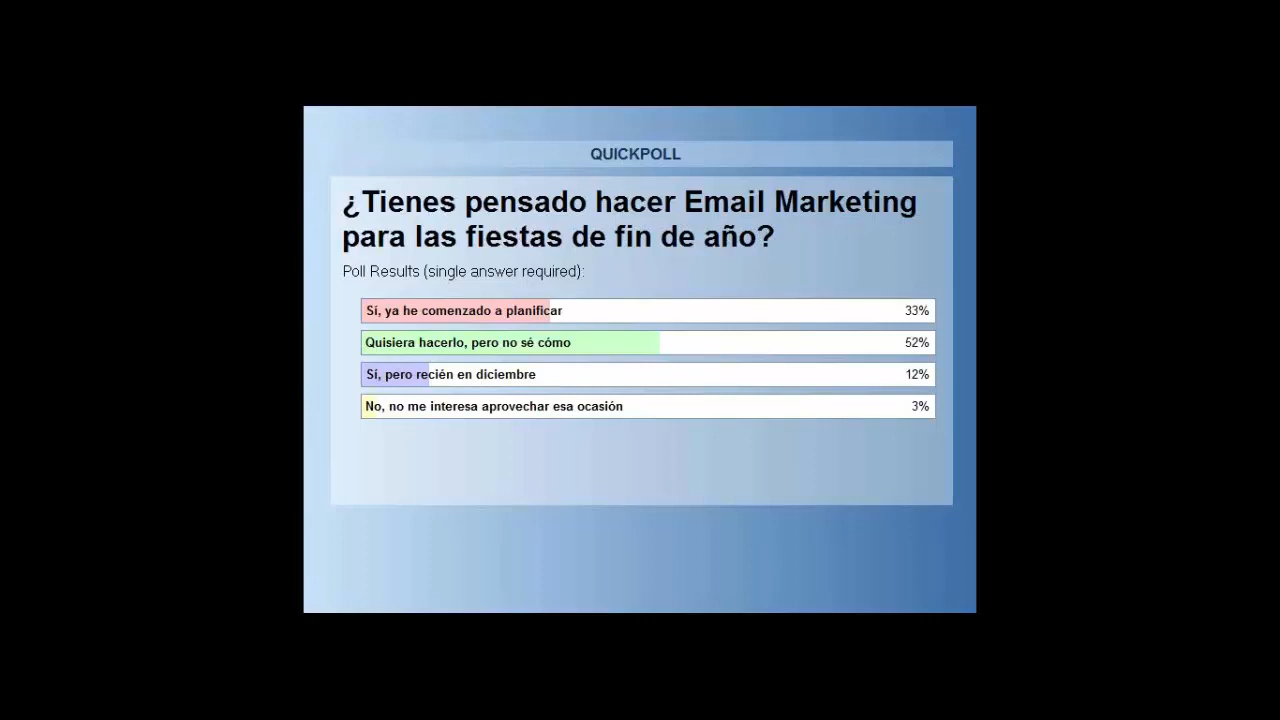 QUICKPOLL
¿Tienes pensado hacer Email Marketing
para las fiestas de fin de año?
Poll Results (single answer required):
Sí, ya he comenzado a planificar 33%
Quisiera hacerlo, pero no sé cómo 52%
Sí, pero recién en diciembre 12%
No, no me interesa aprovechar esa ocasión 3%